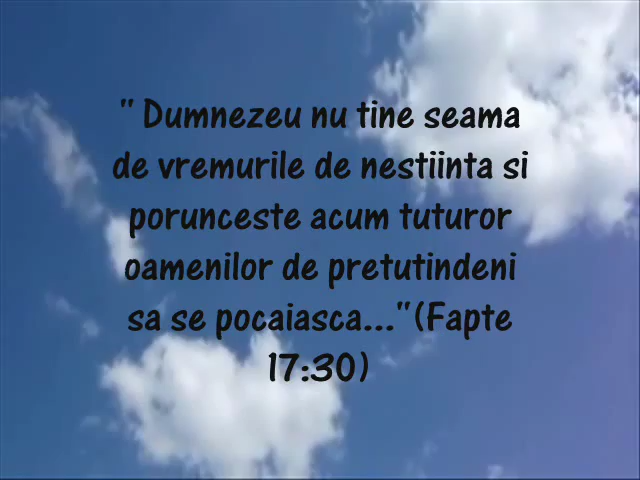 " Dumnezeu nu tine seama
de vremurile de nestiinta si
porunceste acum tuturor
oamenilor de pretutindeni
sa se pocaiasca..."(Fapte
17:30)